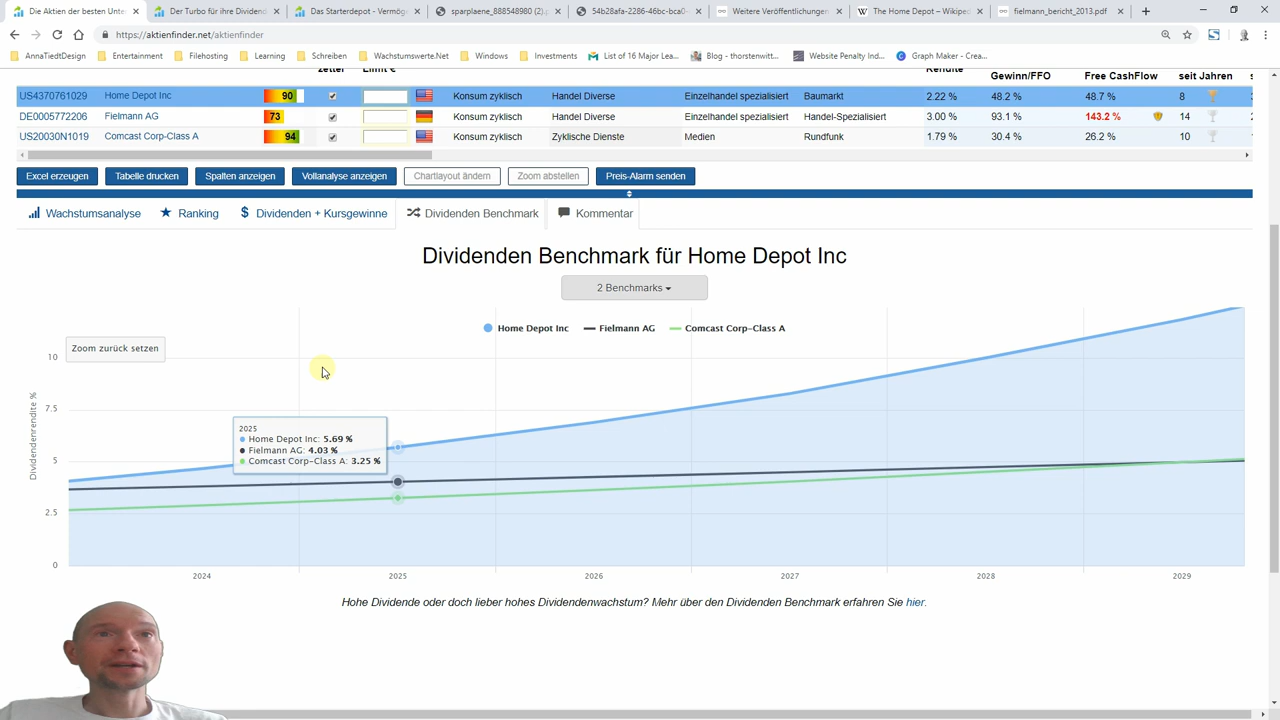 Die Aktien der besten Unter
Der Turbo für ihre Dividend
Das Starterdepot - Vermög
sparplaene_888548980 (2).p
54b28afa-2286-46bc-bca0-
Weitere Veröffentlichungen
The Home Depot – Wikiped
fielmann_bericht_2013.pdf
https://aktienfinder.net/aktienfinder
AnnaTiedtDesign
Entertainment
Filehosting
Learning
Schreiben
Wachstumswerte.Net
Windows
Investments
List of 16 Major Lea...
Blog - thorstenwitt...
Website Penalty Ind...
Graph Maker - Crea...
zetter Limit €
Rendite Gewinn/FFO Free CashFlow seit Jahren s
US4370761029 Home Depot Inc 90 Konsum zyklisch Handel Diverse Einzelhandel spezialisiert Baumarkt 2.22 % 48.2 % 48.7 % 8
DE0005772206 Fielmann AG 73 Konsum zyklisch Handel Diverse Einzelhandel spezialisiert Handel-Spezialisiert 3.00 % 93.1 % 143.2 % 14
US20030N1019 Comcast Corp-Class A 94 Konsum zyklisch Zyklische Dienste Medien Rundfunk 1.79 % 30.4 % 26.2 % 10
Excel erzeugen Tabelle drucken Spalten anzeigen Vollanalyse anzeigen Chartlayout ändern Zoom abstellen Preis-Alarm senden
Wachstumsanalyse Ranking $ Dividenden + Kursgewinne Dividenden Benchmark Kommentar
Dividenden Benchmark für Home Depot Inc
2 Benchmarks
Home Depot Inc Fielmann AG Comcast Corp-Class A
Zoom zurück setzen
Dividendenrendite %
10
7.5
5
2.5
0
2025
Home Depot Inc: 5.69 %
Fielmann AG: 4.03 %
Comcast Corp-Class A: 3.25 %
2024 2025 2026 2027 2028 2029
Hohe Dividende oder doch lieber hohes Dividendenwachstum? Mehr über den Dividenden Benchmark erfahren Sie hier.